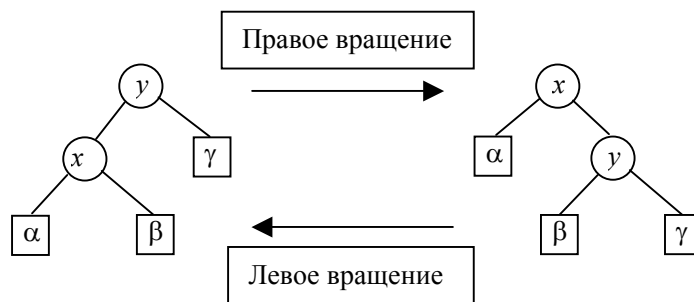 Правое вращение
y
x
x
γ
α
y
α
β
β
γ
Левое вращение